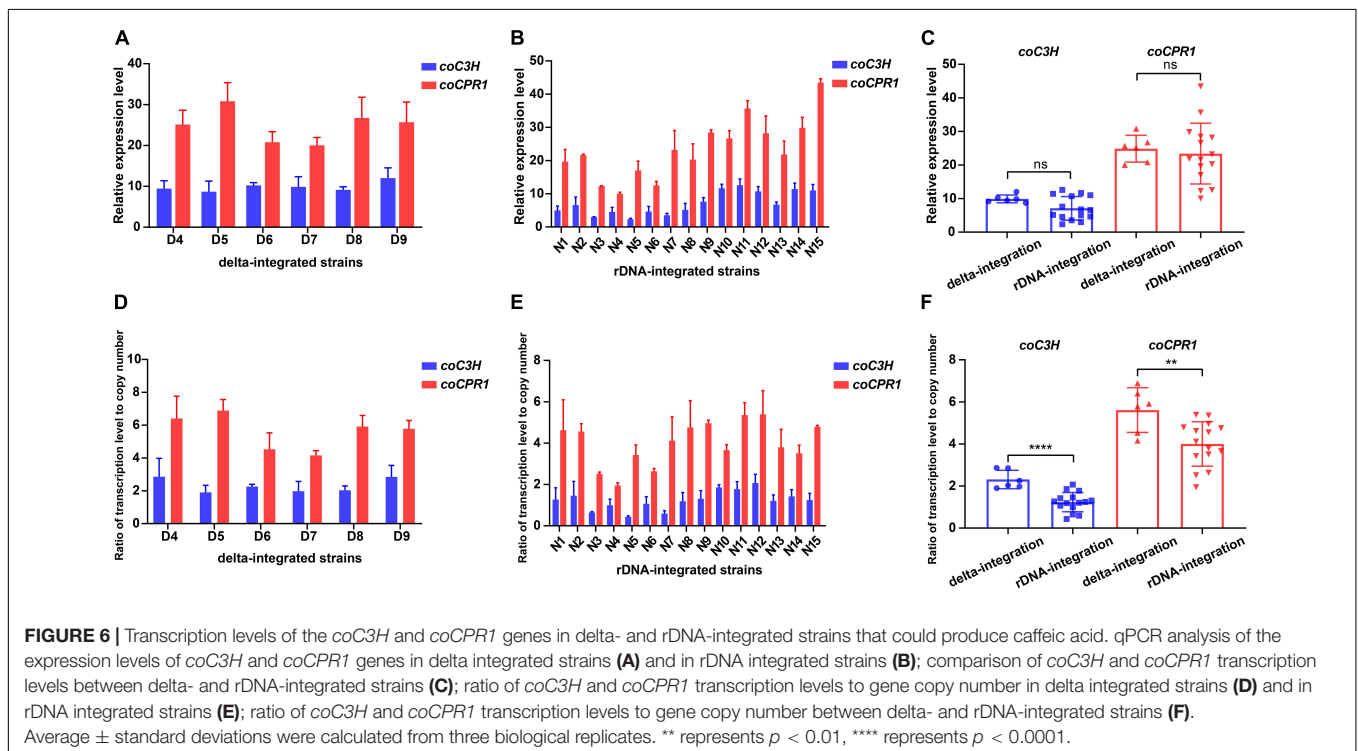 A
Relative expression level
40
30
20
10
0
D4 D5 D6 D7 D8 D9
delta-integrated strains
coC3H
coCPR1
B
Relative expression level
50
40
30
20
10
0
N1 N2 N3 N4 N5 N6 N7 N8 N9 N10 N11 N12 N13 N14 N15
rDNA-integrated strains
coC3H
coCPR1
C
coC3H
coCPR1
ns
ns
Relative expression level
50
40
30
20
10
0
delta-integration rDNA-integration delta-integration rDNA-integration
D
Ratio of transcription level to copy number
10
8
6
4
2
0
D4 D5 D6 D7 D8 D9
delta-integrated strains
coC3H
coCPR1
E
Ratio of transcription level to copy number
8
6
4
2
0
N1 N2 N3 N4 N5 N6 N7 N8 N9 N10 N11 N12 N13 N14 N15
rDNA-integrated strains
coC3H
coCPR1
F
coC3H
coCPR1
**
****
Ratio of transcription level to copy number
8
6
4
2
0
delta-integration rDNA-integration delta-integration rDNA-integration
FIGURE 6 | Transcription levels of the coC3H and coCPR1 genes in delta- and rDNA-integrated strains that could produce caffeic acid. qPCR analysis of the
expression levels of coC3H and coCPR1 genes in delta integrated strains (A) and in rDNA integrated strains (B); comparison of coC3H and coCPR1 transcription
levels between delta- and rDNA-integrated strains (C); ratio of coC3H and coCPR1 transcription levels to gene copy number in delta integrated strains (D) and in
rDNA integrated strains (E); ratio of coC3H and coCPR1 transcription levels to gene copy number between delta- and rDNA-integrated strains (F).
Average ± standard deviations were calculated from three biological replicates. ** represents p < 0.01, **** represents p < 0.0001.